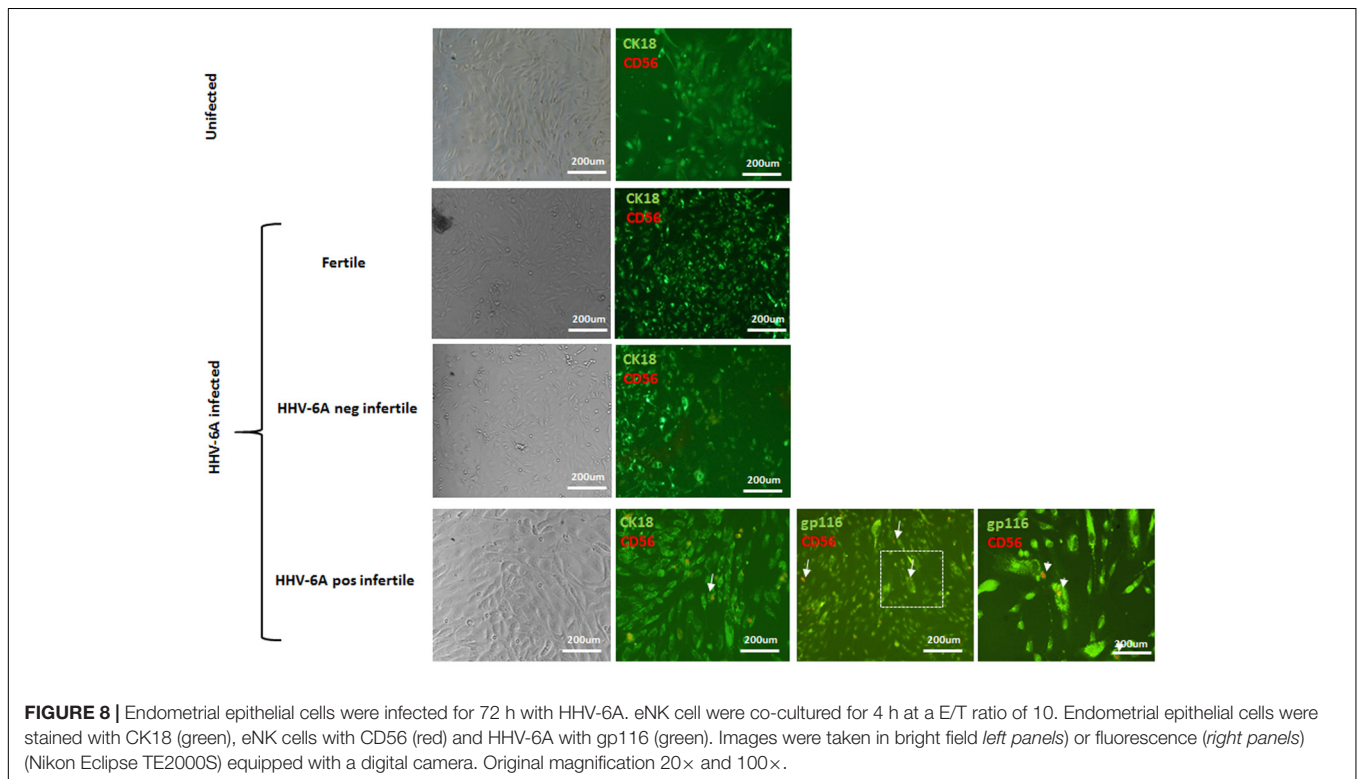 Unifected
CK18
CD56
200um
200um
HHV-6A infected
Fertile
CK18
CD56
200um
200um
HHV-6A neg infertile
CK18
CD56
200um
200um
HHV-6A pos infertile
CK18
CD56
gp116
CD56
gp116
CD56
200um
200um
200um
200um
FIGURE 8 | Endometrial epithelial cells were infected for 72 h with HHV-6A. eNK cell were co-cultured for 4 h at a E/T ratio of 10. Endometrial epithelial cells were
stained with CK18 (green), eNK cells with CD56 (red) and HHV-6A with gp116 (green). Images were taken in bright field left panels) or fluorescence (right panels)
(Nikon Eclipse TE2000S) equipped with a digital camera. Original magnification 20× and 100×.